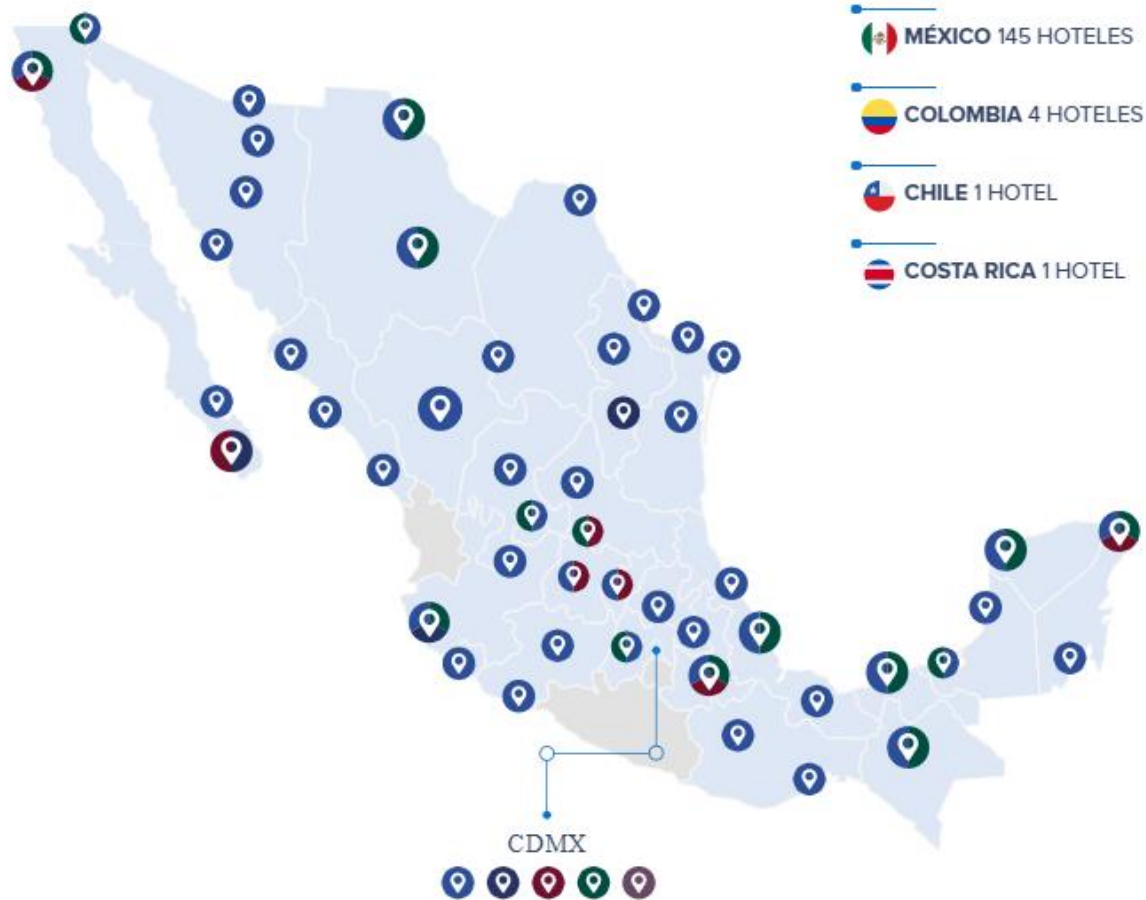 MÉXICO 145 HOTELES
COLOMBIA 4 HOTELES
CHILE 1 HOTEL
COSTA RICA 1 HOTEL
CDMX